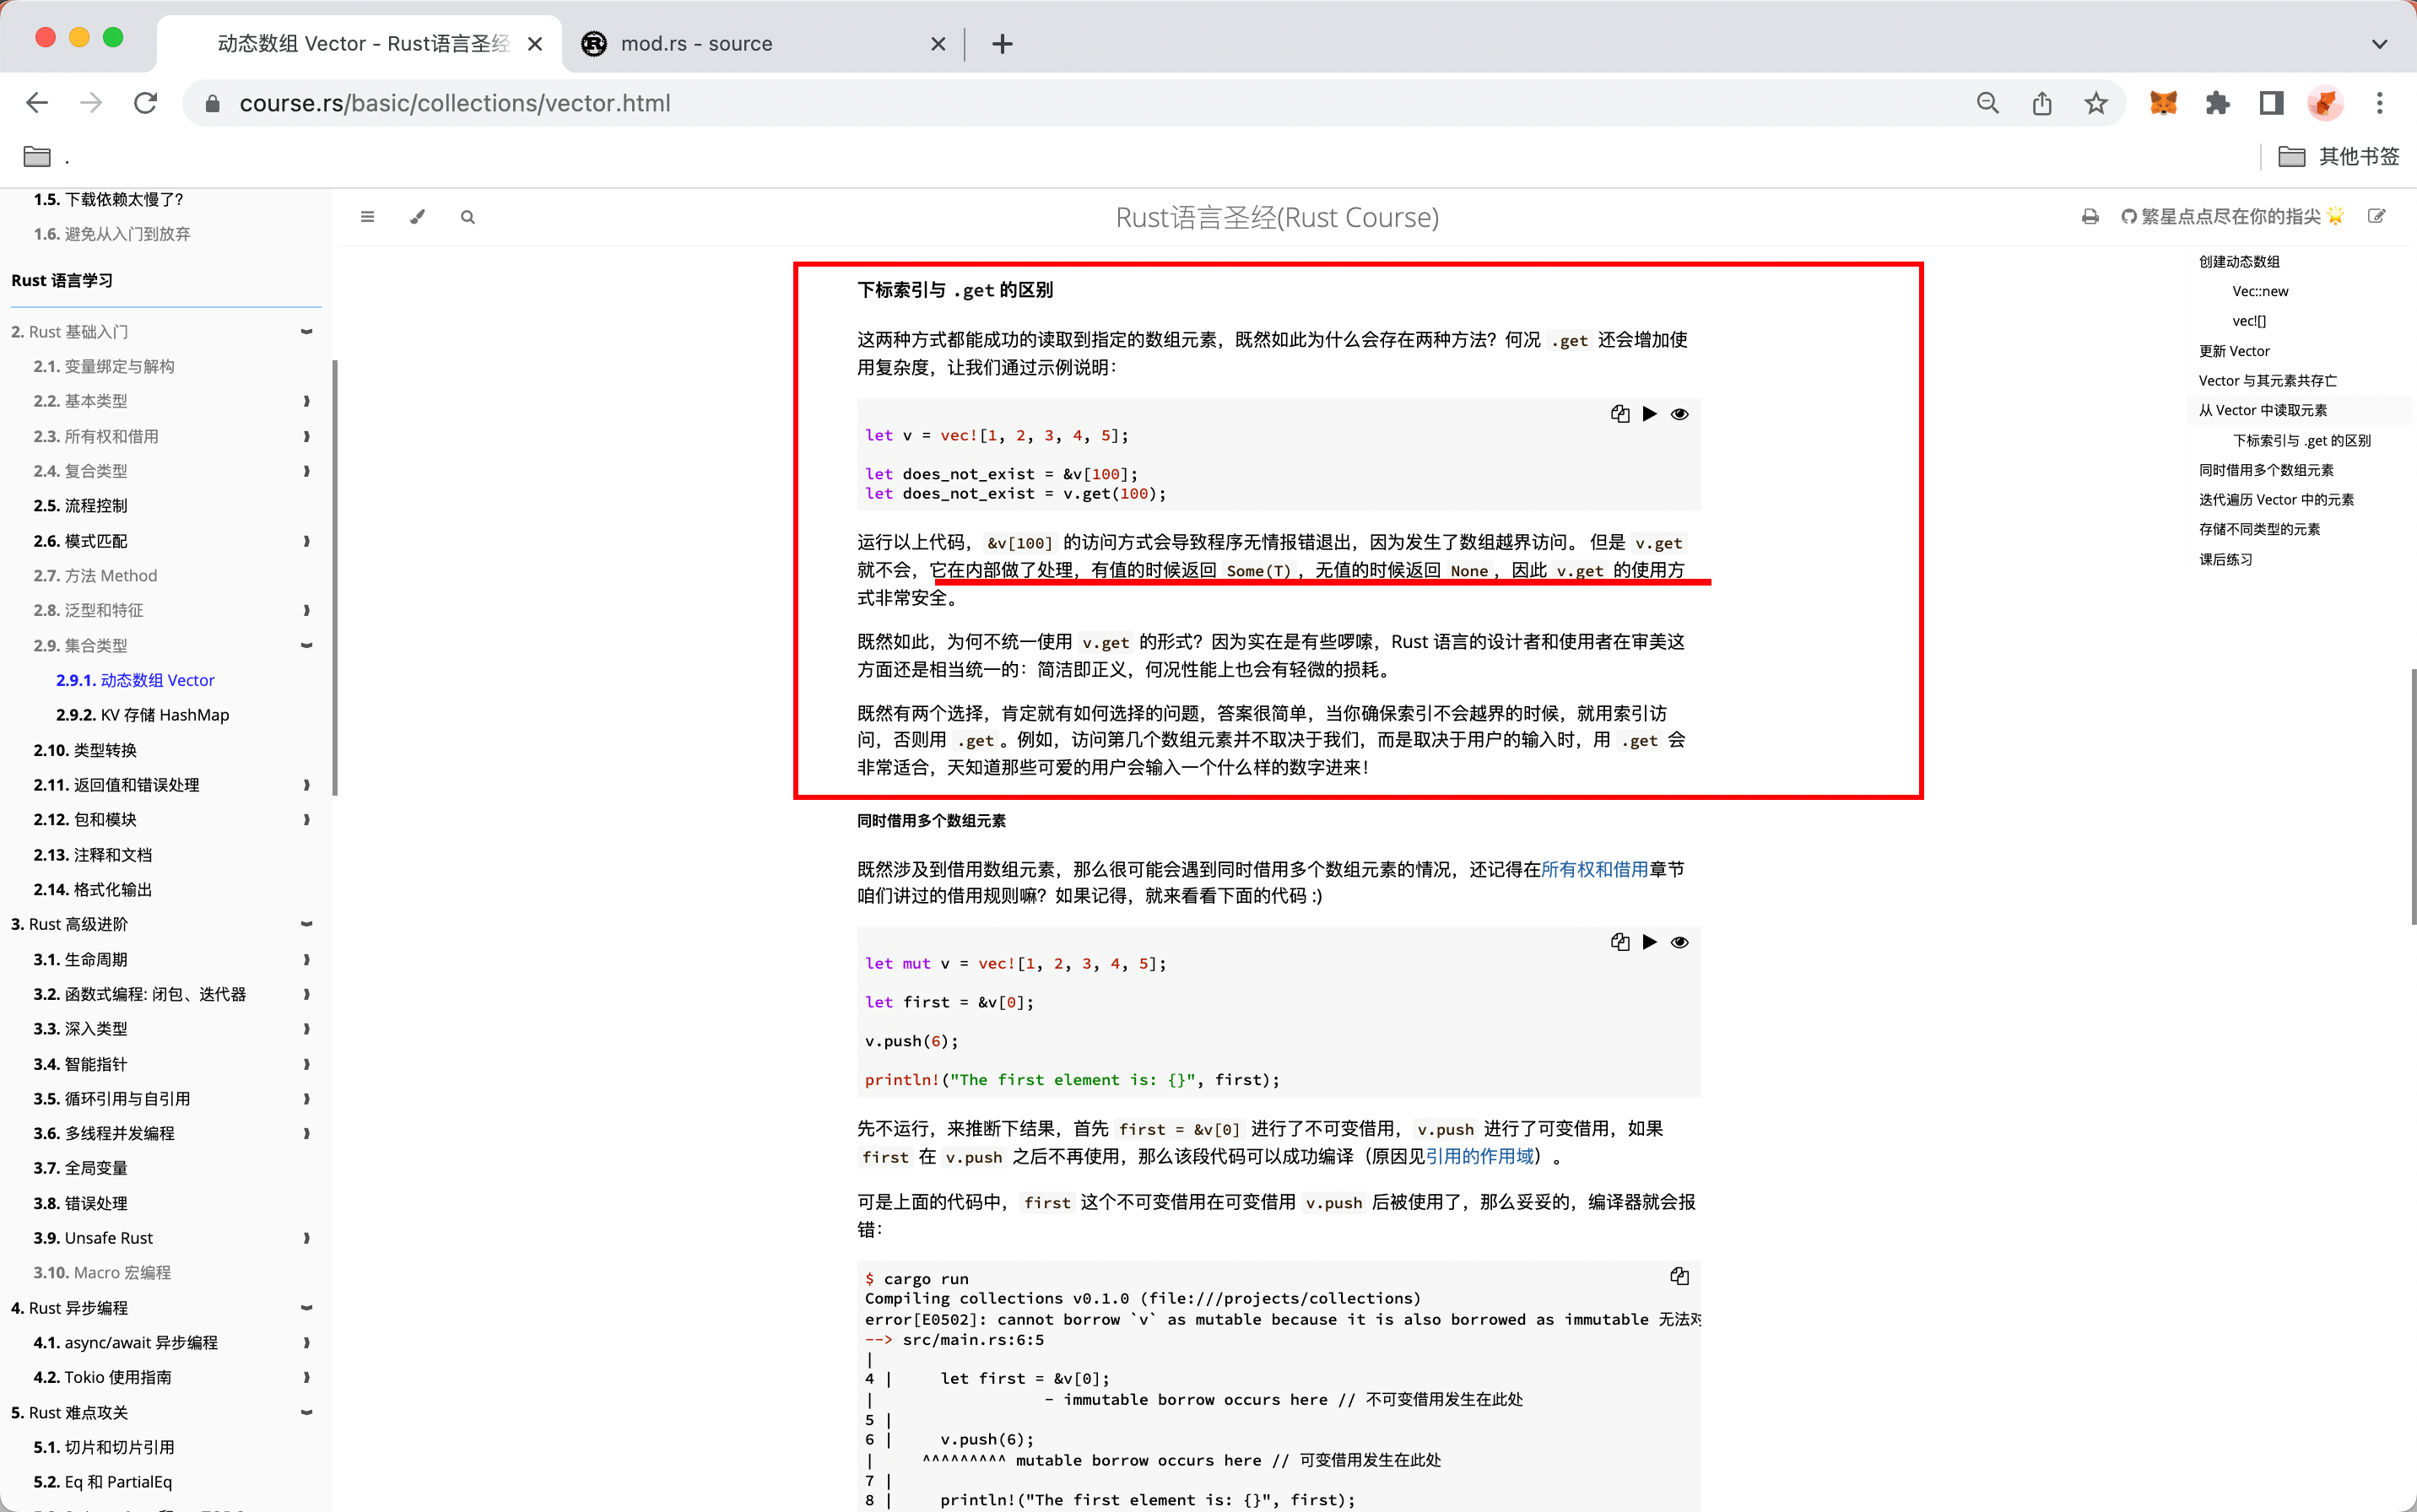 动态数组 Vector - Rust语言圣经
mod.rs - source
course.rs/basic/collections/vector.html
.
其他书签
1.5. 下载依赖太慢了？
1.6. 避免从入门到放弃
Rust 语言学习
2. Rust 基础入门
2.1. 变量绑定与解构
2.2. 基本类型
2.3. 所有权和借用
2.4. 复合类型
2.5. 流程控制
2.6. 模式匹配
2.7. 方法 Method
2.8. 泛型和特征
2.9. 集合类型
2.9.1. 动态数组 Vector
2.9.2. KV 存储 HashMap
2.10. 类型转换
2.11. 返回值和错误处理
2.12. 包和模块
2.13. 注释和文档
2.14. 格式化输出
3. Rust 高级进阶
3.1. 生命周期
3.2. 函数式编程: 闭包、迭代器
3.3. 深入类型
3.4. 智能指针
3.5. 循环引用与自引用
3.6. 多线程并发编程
3.7. 全局变量
3.8. 错误处理
3.9. Unsafe Rust
3.10. Macro 宏编程
4. Rust 异步编程
4.1. async/await 异步编程
4.2. Tokio 使用指南
5. Rust 难点攻关
5.1. 切片和切片引用
5.2. Eq 和 PartialEq
Rust语言圣经(Rust Course)
繁星点点尽在你的指尖 🌟
下标索引与 .get 的区别
这两种方式都能成功的读取到指定的数组元素，既然如此为什么会存在两种方法？何况 .get 还会增加使
用复杂度，让我们通过示例说明：
let v = vec![1, 2, 3, 4, 5];
let does_not_exist = &v[100];
let does_not_exist = v.get(100);
运行以上代码，&v[100] 的访问方式会导致程序无情报错退出，因为发生了数组越界访问。 但是 v.get
就不会，它在内部做了处理，有值的时候返回 Some(T)，无值的时候返回 None，因此 v.get 的使用方
式非常安全。
既然如此，为何不统一使用 v.get 的形式？因为实在是有些啰嗦，Rust 语言的设计者和使用者在审美这
方面还是相当统一的：简洁即正义，何况性能上也会有轻微的损耗。
既然有两个选择，肯定就有如何选择的问题，答案很简单，当你确保索引不会越界的时候，就用索引访
问，否则用 .get。例如，访问第几个数组元素并不取决于我们，而是取决于用户的输入时，用 .get 会
非常适合，天知道那些可爱的用户会输入一个什么样的数字进来！
同时借用多个数组元素
既然涉及到借用数组元素，那么很可能会遇到同时借用多个数组元素的情况，还记得在所有权和借用章节
咱们讲过的借用规则嘛？如果记得，就来看看下面的代码 :)
let mut v = vec![1, 2, 3, 4, 5];
let first = &v[0];
v.push(6);
println!("The first element is: {}", first);
先不运行，来推断下结果，首先 first = &v[0] 进行了不可变借用，v.push 进行了可变借用，如果
first 在 v.push 之后不再使用，那么该段代码可以成功编译（原因见引用的作用域）。
可是上面的代码中，first 这个不可变借用在可变借用 v.push 后被使用了，那么妥妥的，编译器就会报
错：
$ cargo run
Compiling collections v0.1.0 (file:///projects/collections)
error[E0502]: cannot borrow `v` as mutable because it is also borrowed as immutable 无法对
--> src/main.rs:6:5
|
4 |     let first = &v[0];
|                  - immutable borrow occurs here // 不可变借用发生在此处
5 |
6 |     v.push(6);
|     ^^^^^^^^^ mutable borrow occurs here // 可变借用发生在此处
7 |
8 |     println!("The first element is: {}", first);
创建动态数组
Vec::new
vec![]
更新 Vector
Vector 与其元素共存亡
从 Vector 中读取元素
下标索引与 .get 的区别
同时借用多个数组元素
迭代遍历 Vector 中的元素
存储不同类型的元素
课后练习